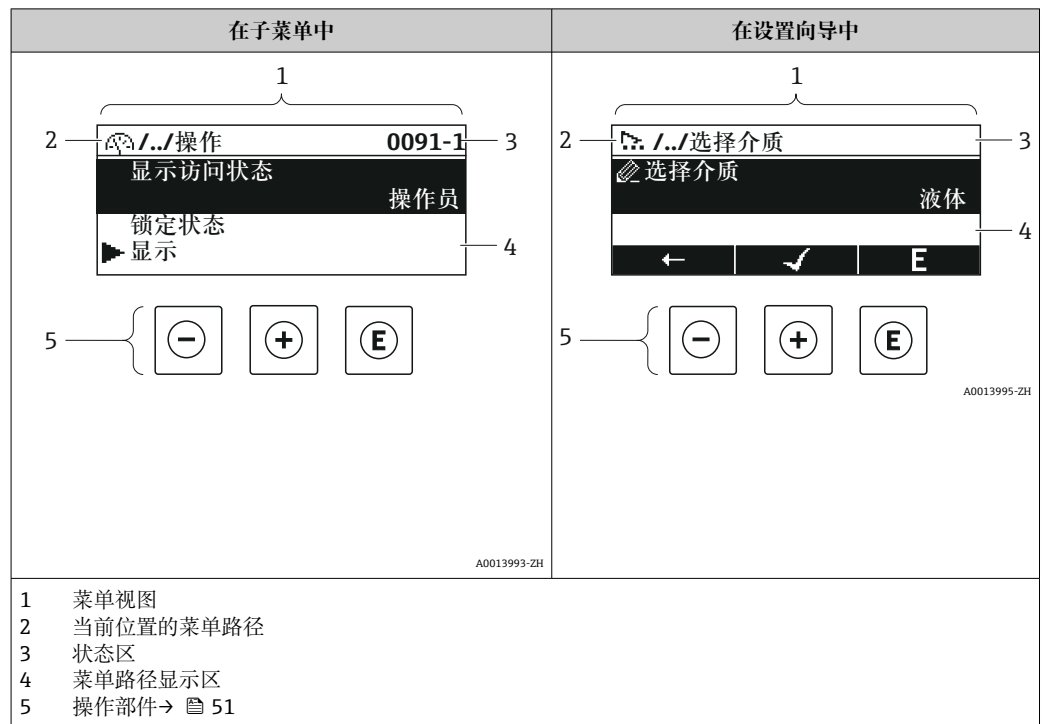 在子菜单中
在设置向导中
1
2
/../操作 0091-1
3
显示访问状态
操作员
锁定状态
显示
4
5
− + E
A0013993-ZH
1
2
/../选择介质
3
选择介质
液体
4
← ✓ E
5
− + E
A0013995-ZH
1 菜单视图
2 当前位置的菜单路径
3 状态区
4 菜单路径显示区
5 操作部件→ 51